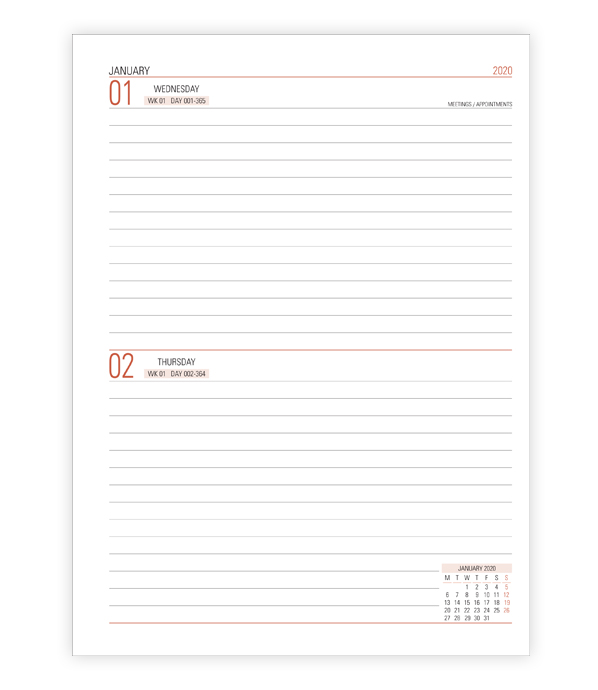 JANUARY 2020
01 WEDNESDAY
WK 01 DAY 001-365
MEETINGS / APPOINTMENTS
02 THURSDAY
WK 01 DAY 002-364
JANUARY 2020
M T W T F S S
1 2 3 4 5
6 7 8 9 10 11 12
13 14 15 16 17 18 19
20 21 22 23 24 25 26
27 28 29 30 31